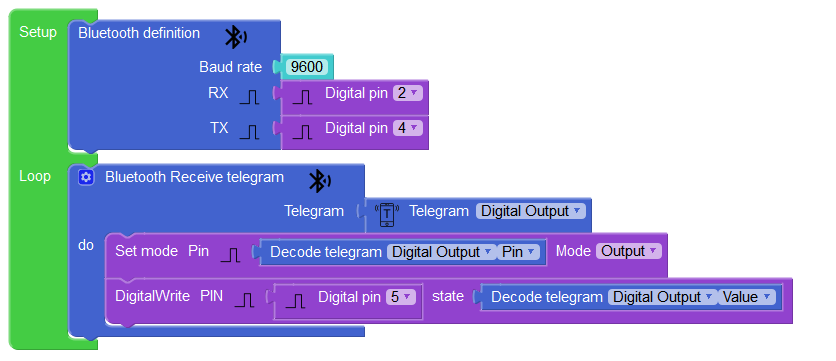 Setup Bluetooth definition
Baud rate 9600
RX Digital pin 2
TX Digital pin 4
Loop Bluetooth Receive telegram
Telegram T Telegram Digital Output
do Set mode Pin Decode telegram Digital Output Pin Mode Output
DigitalWrite PIN Digital pin 5 state Decode telegram Digital Output Value